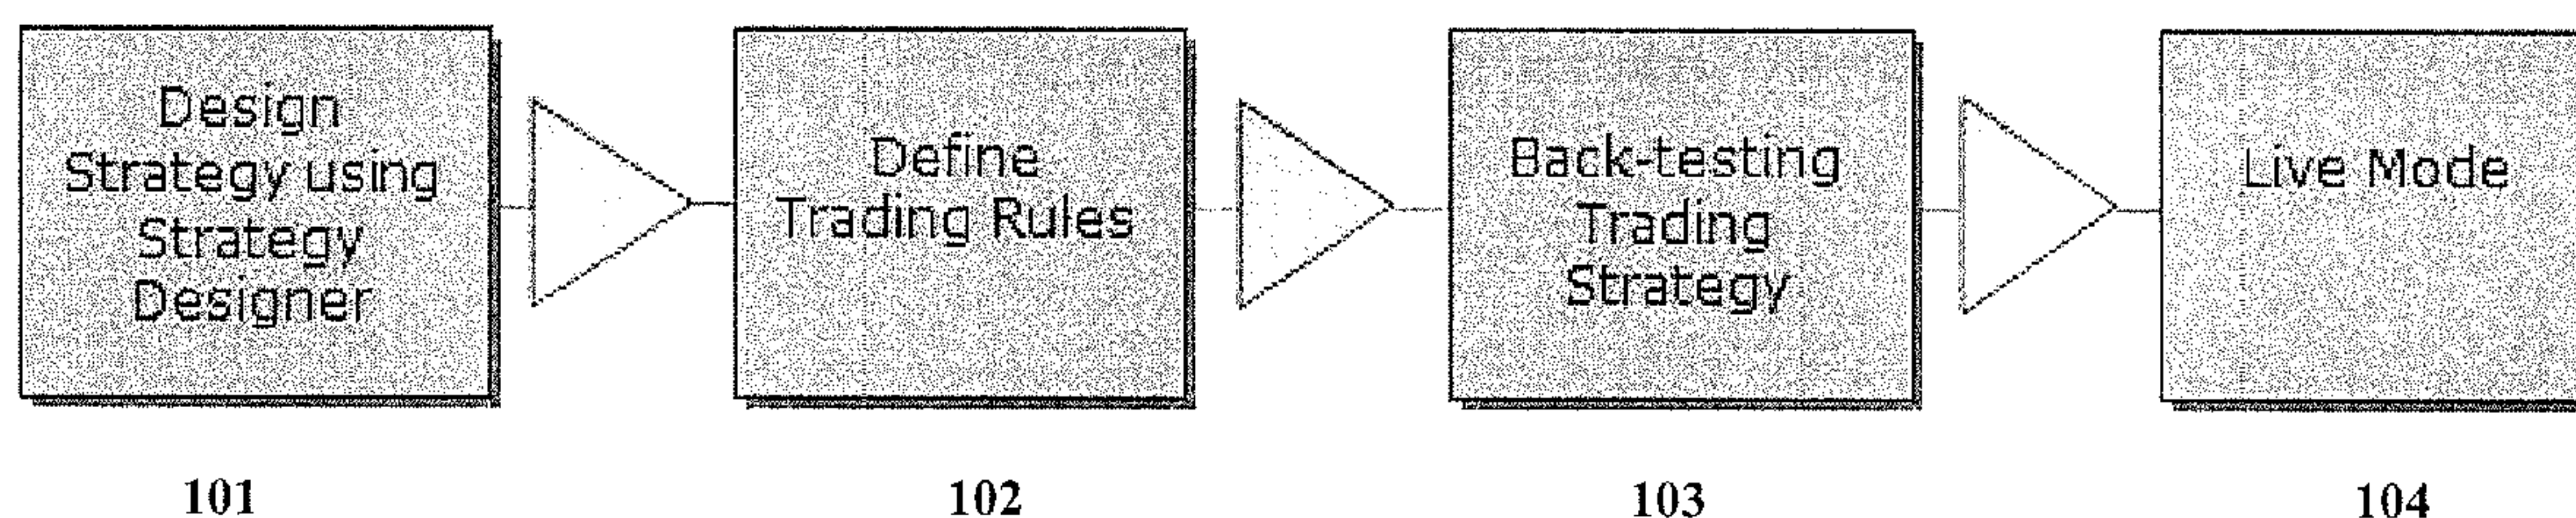 Design
Strategy using
Strategy
Designer
Define
Trading Rules
Back-testing
Trading
Strategy
Live Mode
101
102
103
104